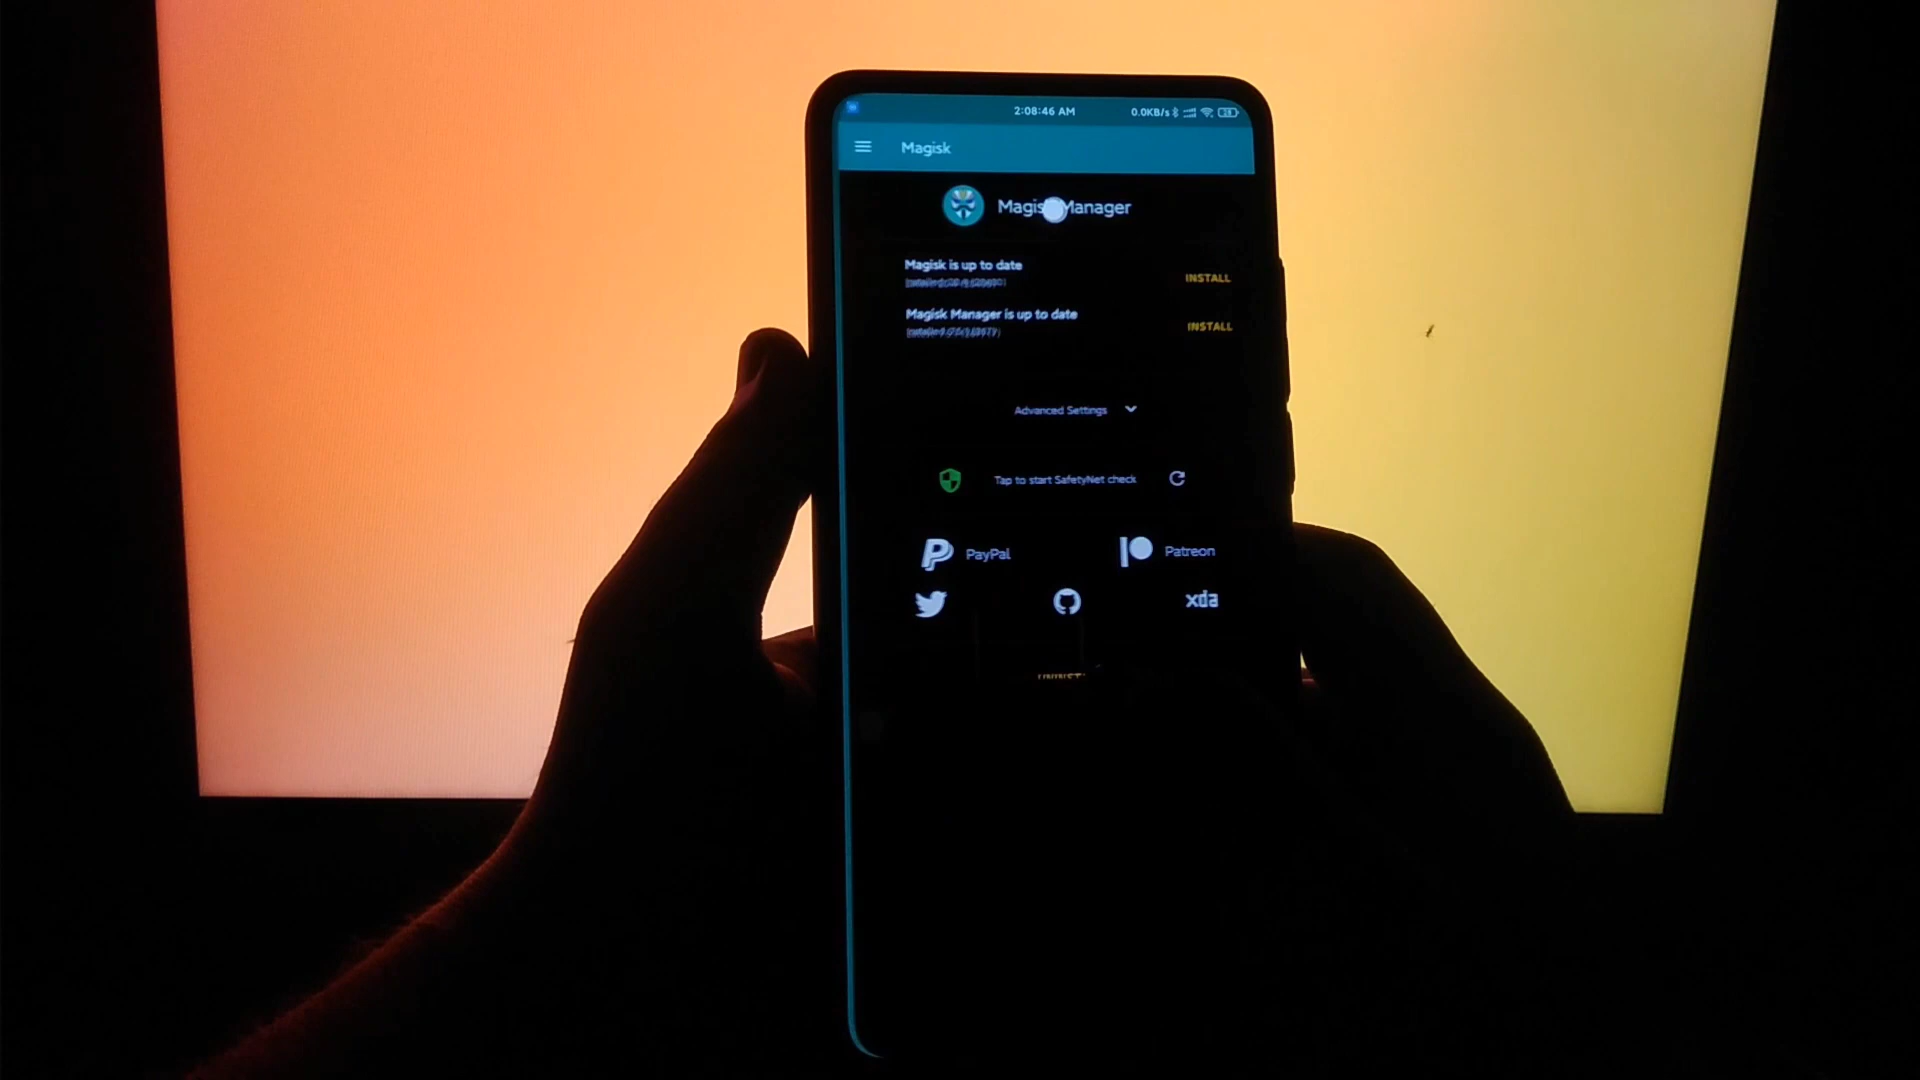 2:08:46 AM
0.0KB/s
Magisk
Magisk Manager
Magisk is up to date
INSTALL
Magisk Manager is up to date
INSTALL
Advanced Settings
Tap to start SafetyNet check
PayPal
Patreon
xda